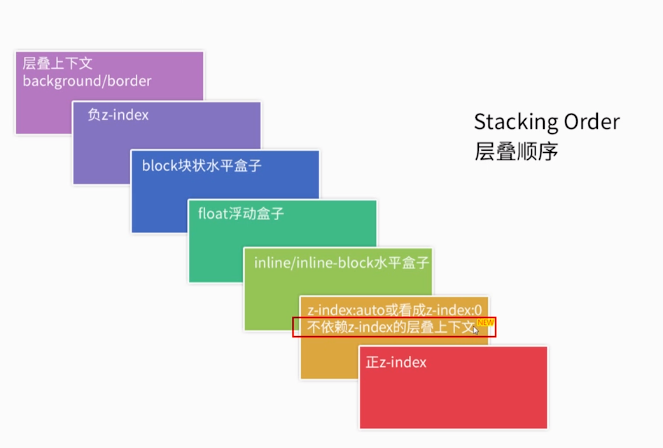 层叠上下文
background/border
负z-index
block块状水平盒子
Stacking Order
层叠顺序
float浮动盒子
inline/inline-block水平盒子
z-index:auto或看成z-index:0
不依赖z-index的层叠上下文 NEW
正z-index